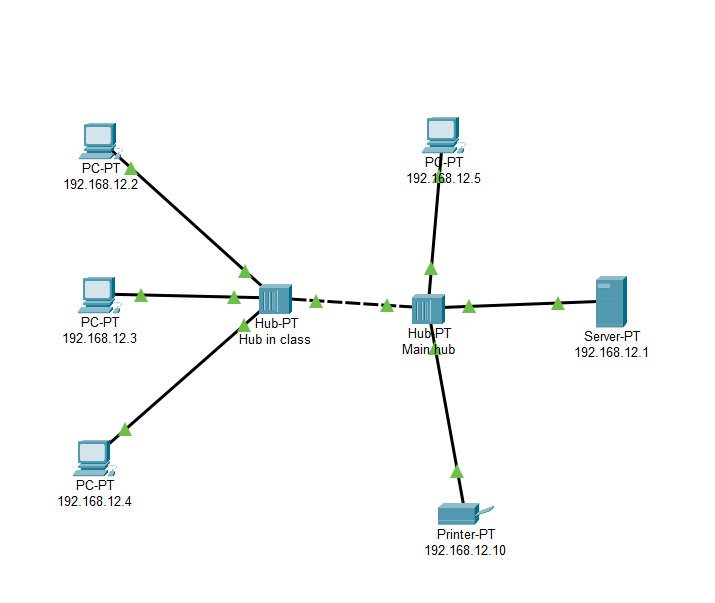 PC-PT
192.168.12.2
PC-PT
192.168.12.5
PC-PT
192.168.12.3
Hub-PT
Hub in class
Hub-PT
Main hub
Server-PT
192.168.12.1
PC-PT
192.168.12.4
Printer-PT
192.168.12.10